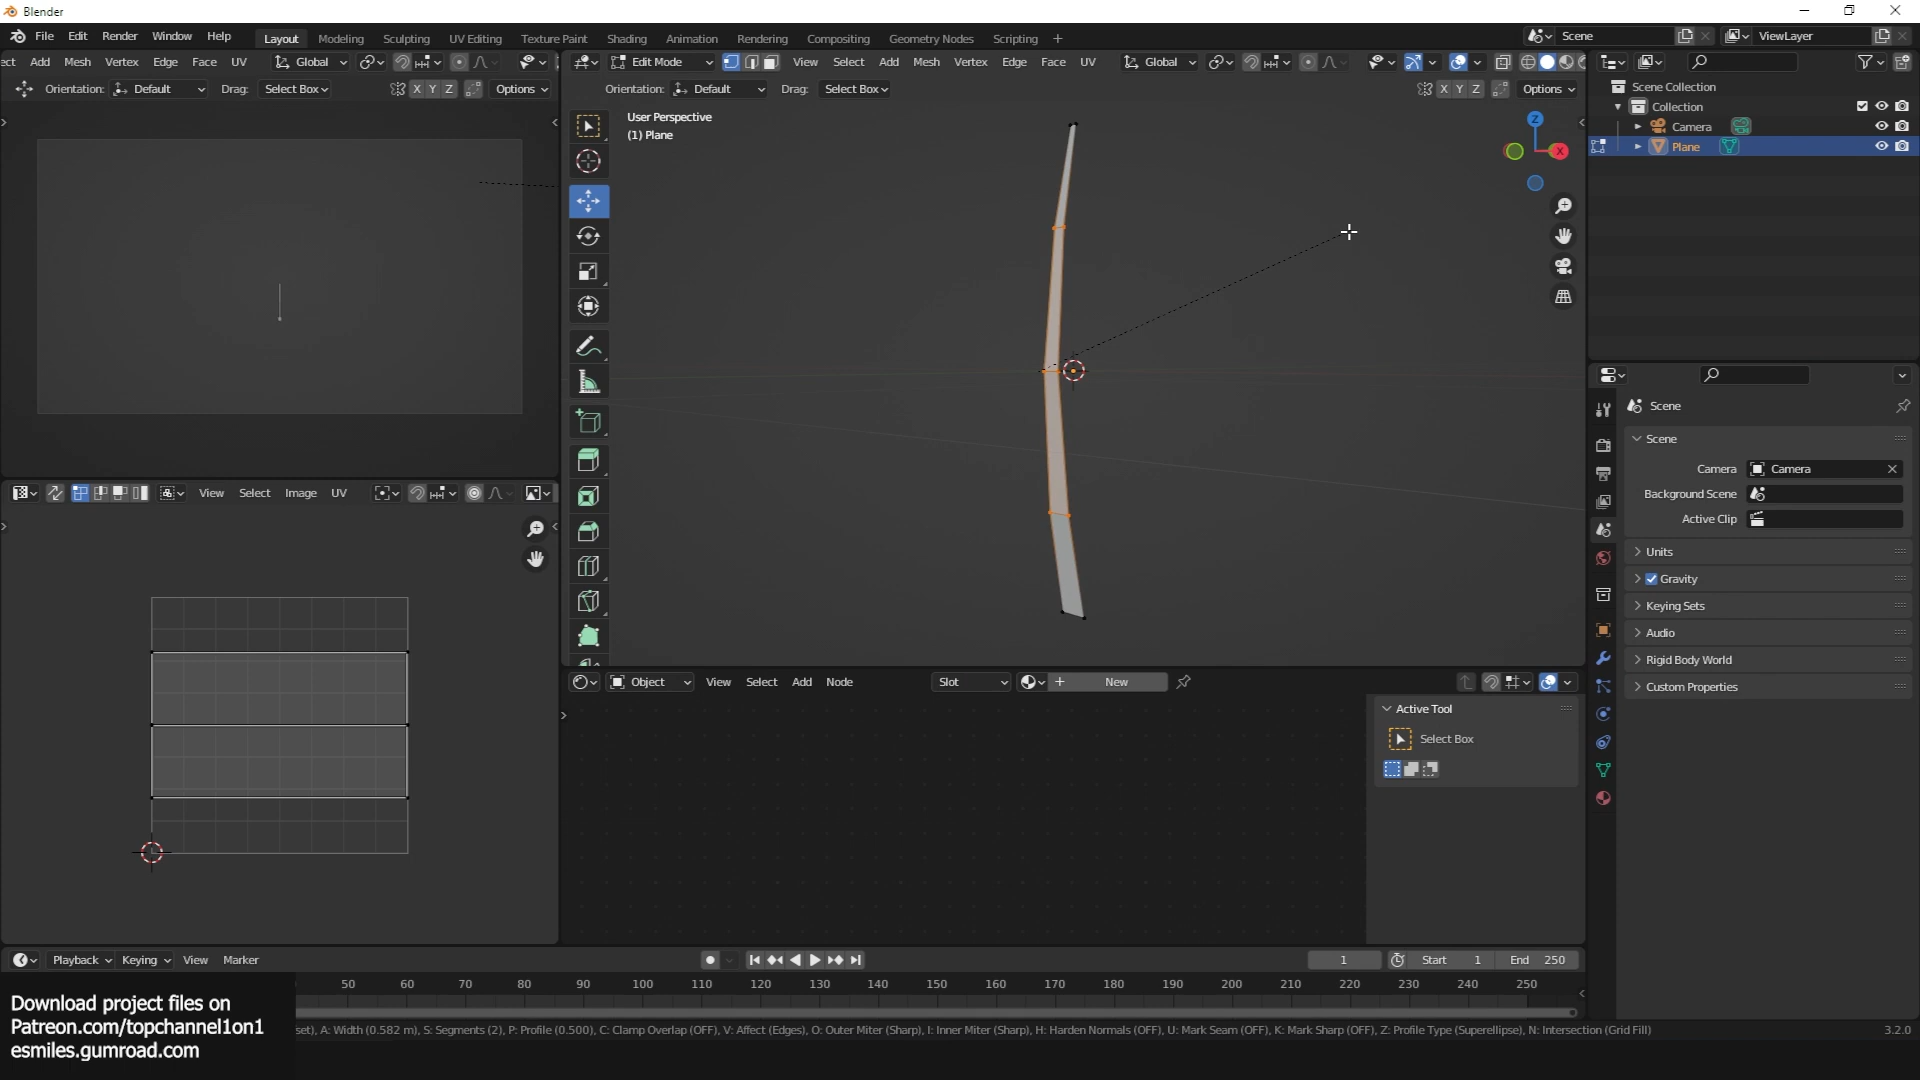 Blender
File Edit Render Window Help
Layout Modeling Sculpting UV Editing Texture Paint Shading Animation Rendering Compositing Geometry Nodes Scripting +
Scene
ViewLayer
ect Add Mesh Vertex Edge Face UV Global
Edit Mode View Select Add Mesh Vertex Edge Face UV Global
Orientation: Default Drag: Select Box X Y Z Options
Orientation: Default Drag: Select Box X Y Z Options
User Perspective
(1) Plane
Z
X
Scene Collection
Collection
Camera
Plane
Scene
Scene
Camera Camera
Background Scene
Active Clip
Units
Gravity
Keying Sets
Audio
Rigid Body World
Custom Properties
View Select Image UV
Object View Select Add Node Slot New
Active Tool
Select Box
Playback Keying View Marker
1 Start 1 End 250
50 60 70 80 90 100 110 120 130 140 150 160 170 180 190 200 210 220 230 240 250
Download project files on
Patreon.com/topchannel1on1
esmiles.gumroad.com
set), A: Width (0.582 m), S: Segments (2), P: Profile (0.500), C: Clamp Overlap (OFF), V: Affect (Edges), O: Outer Miter (Sharp), I: Inner Miter (Sharp), H: Harden Normals (OFF), U: Mark Seam (OFF), K: Mark Sharp (OFF), Z: Profile Type (Superellipse), N: Intersection (Grid Fill)
3.2.0